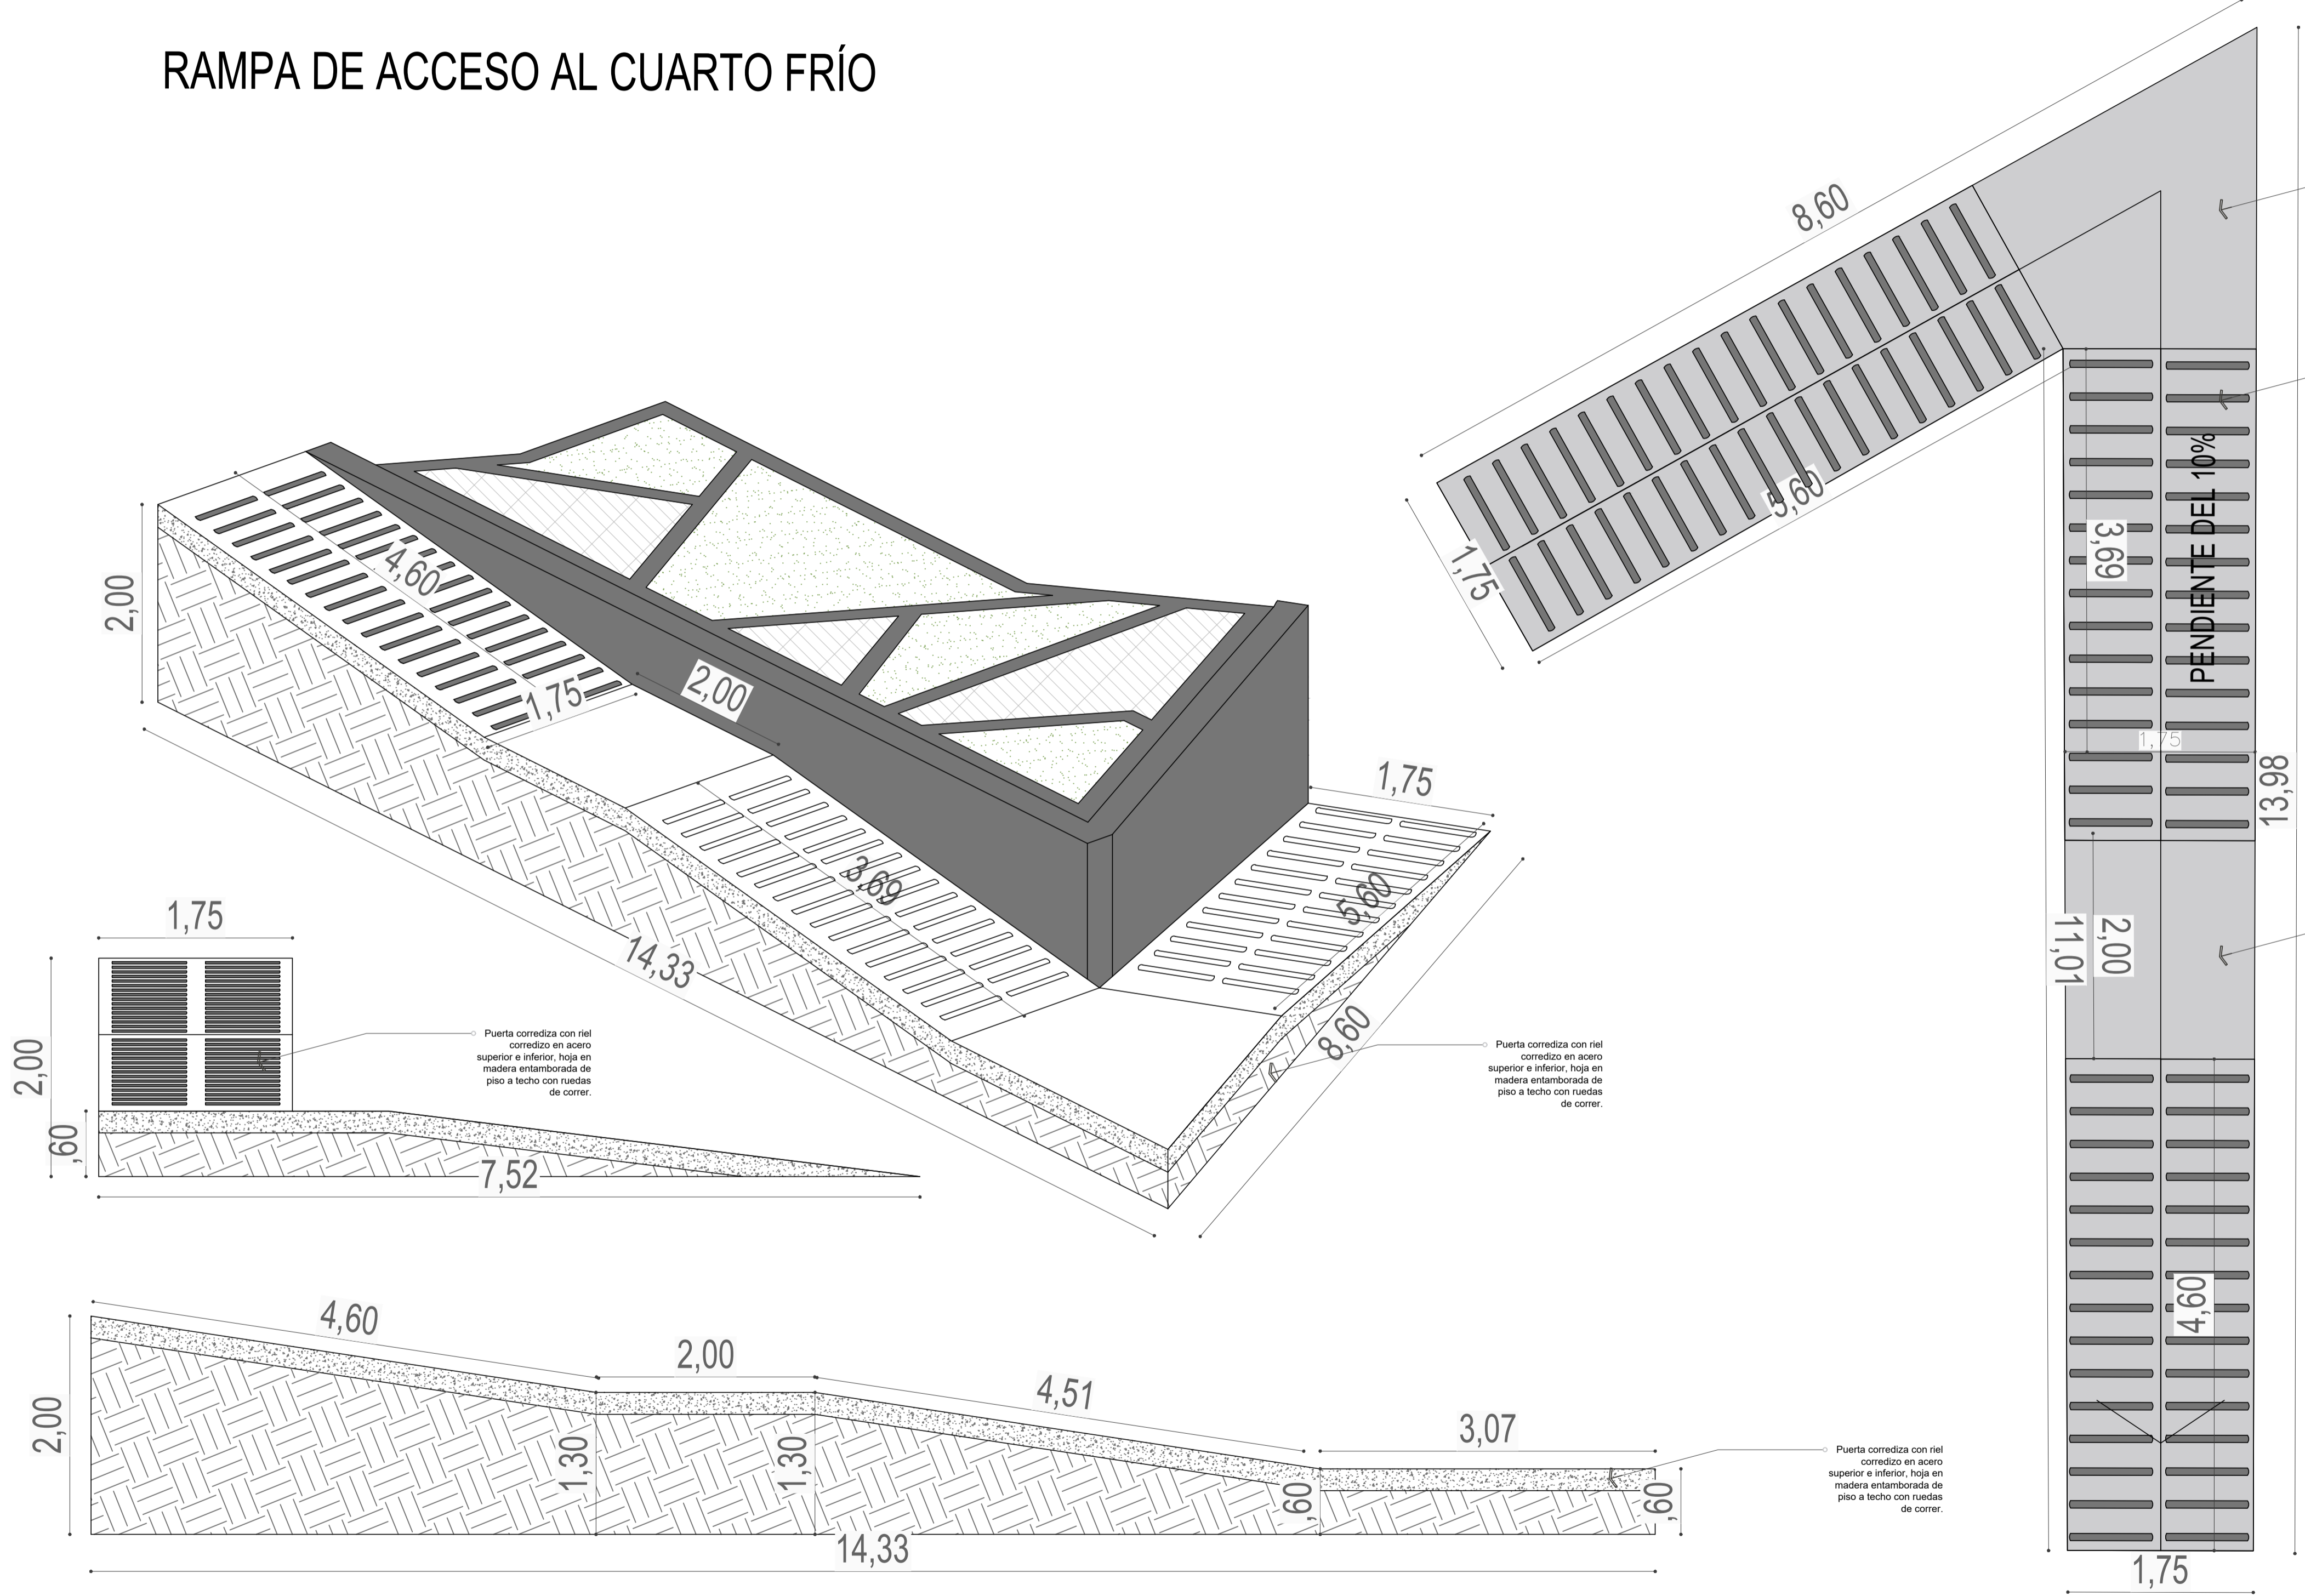 RAMPA DE ACCESO AL CUARTO FRÍO
8,60
5,60
1,75
3,69
PENDIENTE DEL 10%
1,75
13,98
11,01
2,00
4,60
1,75
2,00
4,60
1,75
2,00
3,69
14,33
1,75
5,60
8,60
Puerta corrediza con riel
corredizo en acero
superior e inferior, hoja en
madera entamborada de
piso a techo con ruedas
de correr.
1,75
2,00
,60
7,52
Puerta corrediza con riel
corredizo en acero
superior e inferior, hoja en
madera entamborada de
piso a techo con ruedas
de correr.
4,60
2,00
4,51
3,07
2,00
1,30
1,30
,60
,60
14,33
Puerta corrediza con riel
corredizo en acero
superior e inferior, hoja en
madera entamborada de
piso a techo con ruedas
de correr.